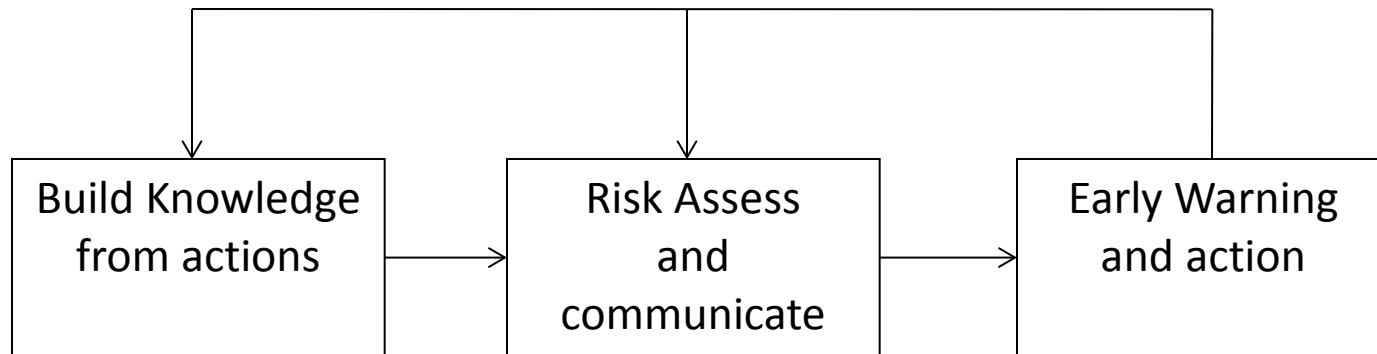 Build Knowledge
from actions
Risk Assess
and
communicate
Early Warning
and action